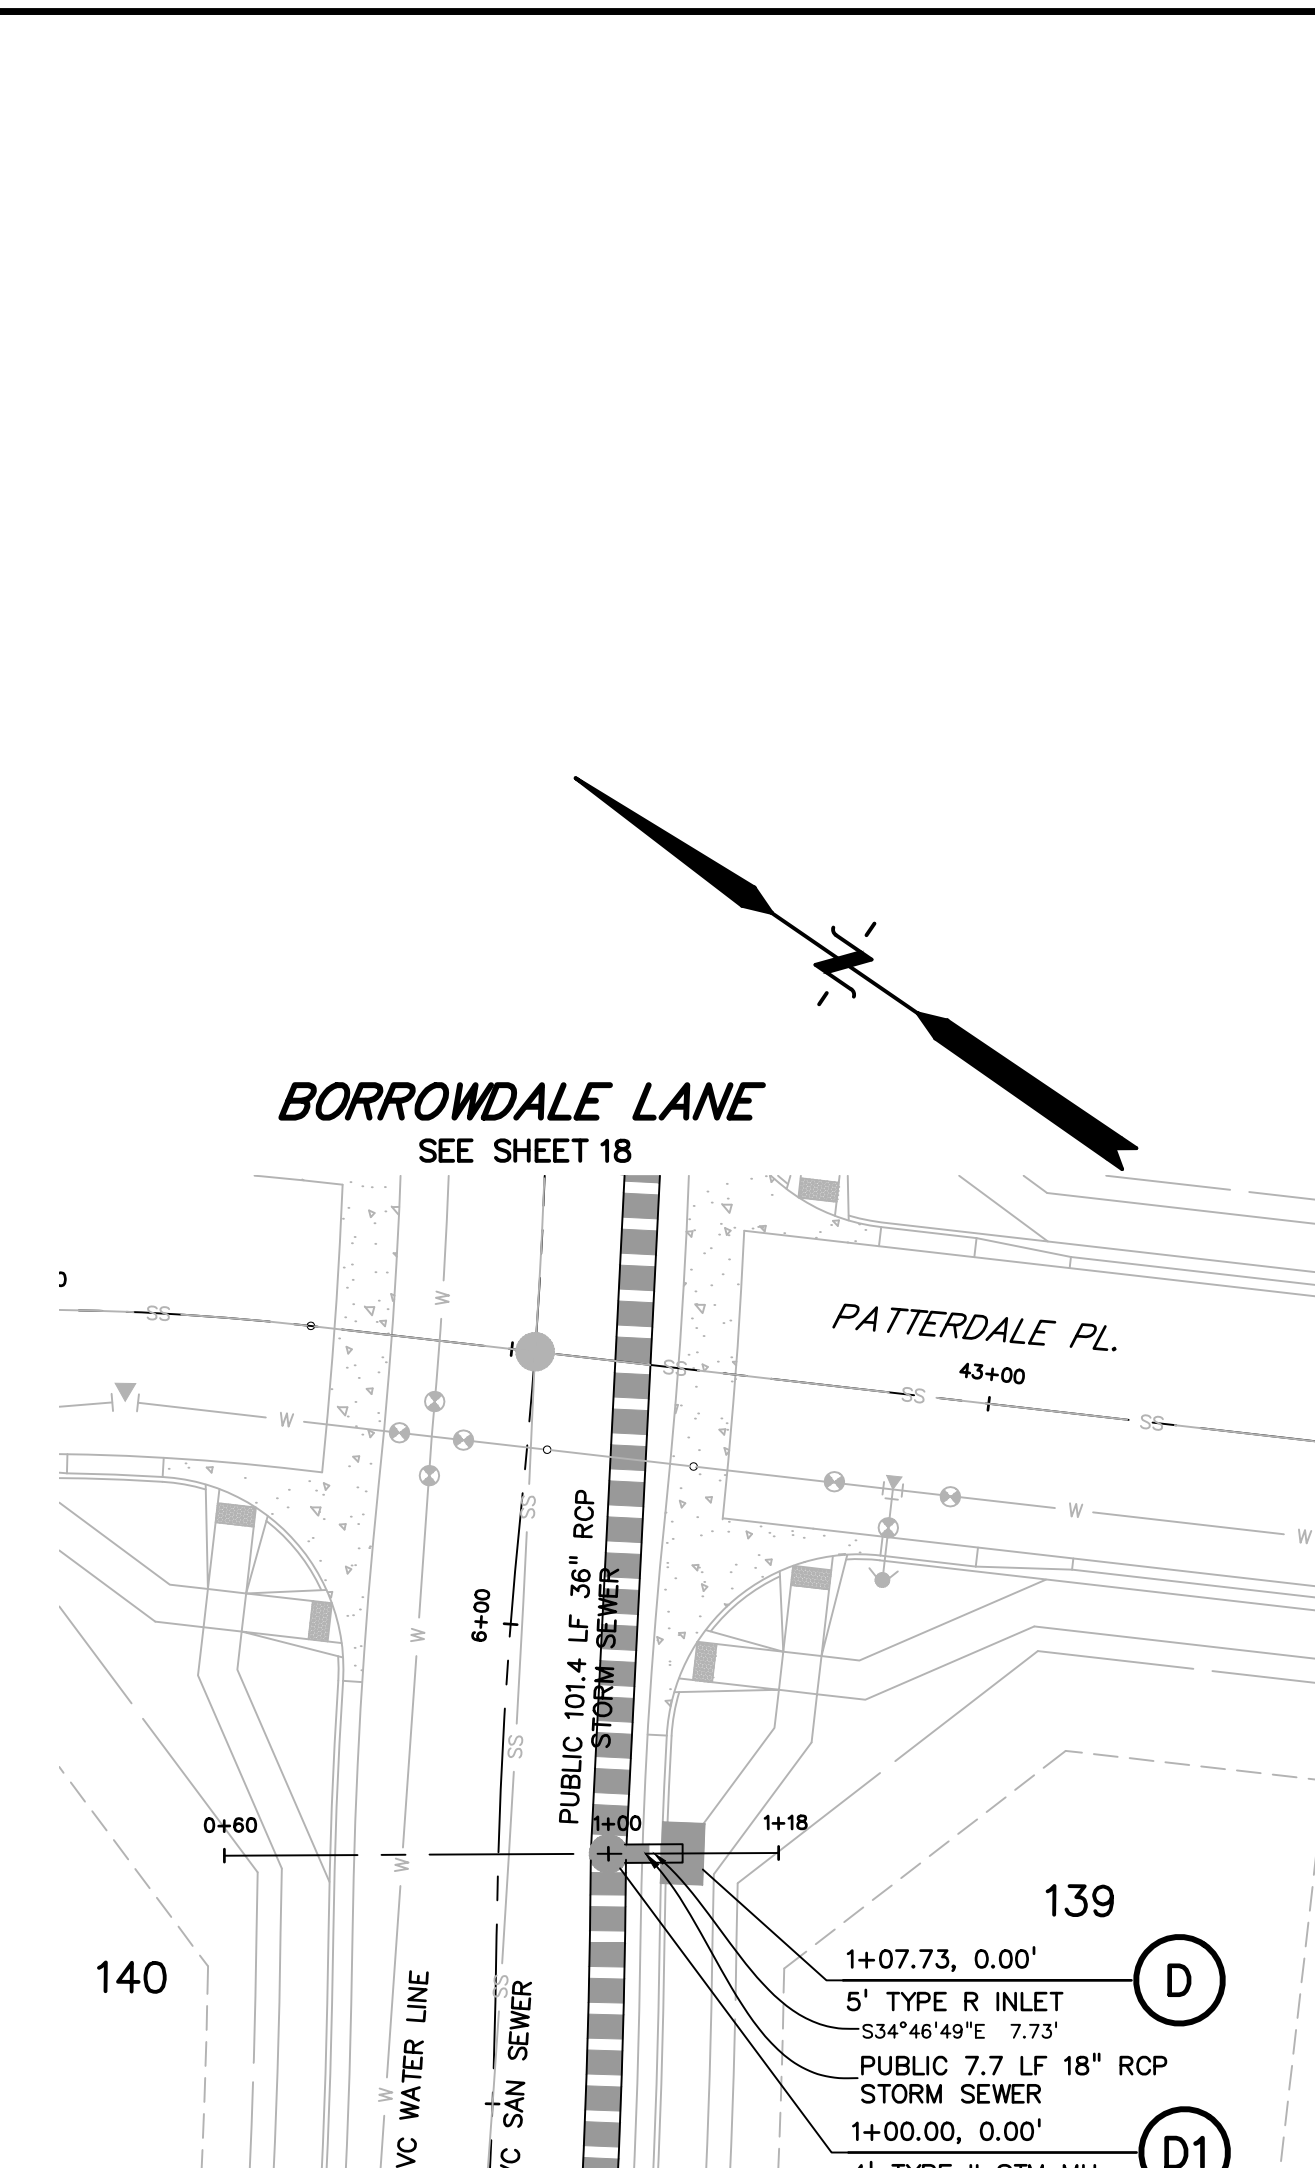 N
BORROWDALE LANE
SEE SHEET 18
W
SS
PATTERDALE PL.
43+00
SS
SS
SS
W
W
W
SS
PUBLIC 101.4 LF 36" RCP
STORM SEWER
6+00
W
SS
0+60
1+00
1+18
W
139
140
1+07.73, 0.00'
D
5' TYPE R INLET
S34°46'49"E 7.73'
PUBLIC 7.7 LF 18" RCP
STORM SEWER
1+00.00, 0.00'
D1
SS
W
VC WATER LINE
VC SAN SEWER